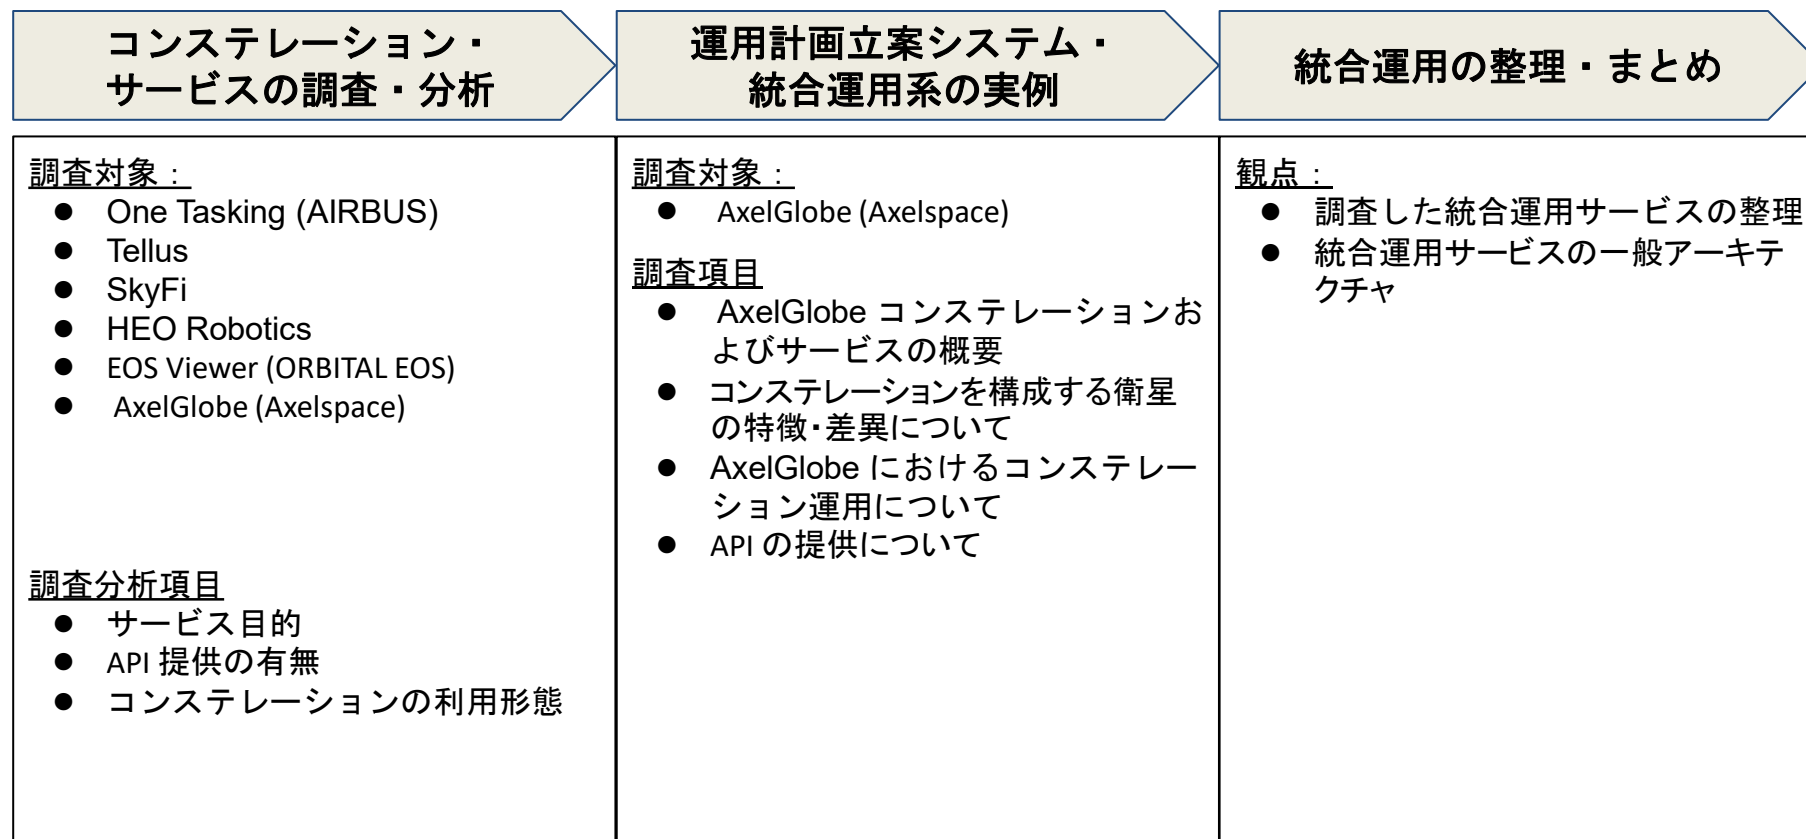 コンステレーション・
サービスの調査・分析
運用計画立案システム・
統合運用系の実例
統合運用の整理・まとめ
調査対象：
● One Tasking (AIRBUS)
● Tellus
● SkyFi
● HEO Robotics
● EOS Viewer (ORBITAL EOS)
● AxelGlobe (Axelspace)
調査分析項目
● サービス目的
● API 提供の有無
● コンステレーションの利用形態
調査対象：
● AxelGlobe (Axelspace)
調査項目
● AxelGlobe コンステレーションお
よびサービスの概要
● コンステレーションを構成する衛星
の特徴・差異について
● AxelGlobe におけるコンステレー
ション運用について
● API の提供について
観点：
● 調査した統合運用サービスの整理
● 統合運用サービスの一般アーキテ
クチャ